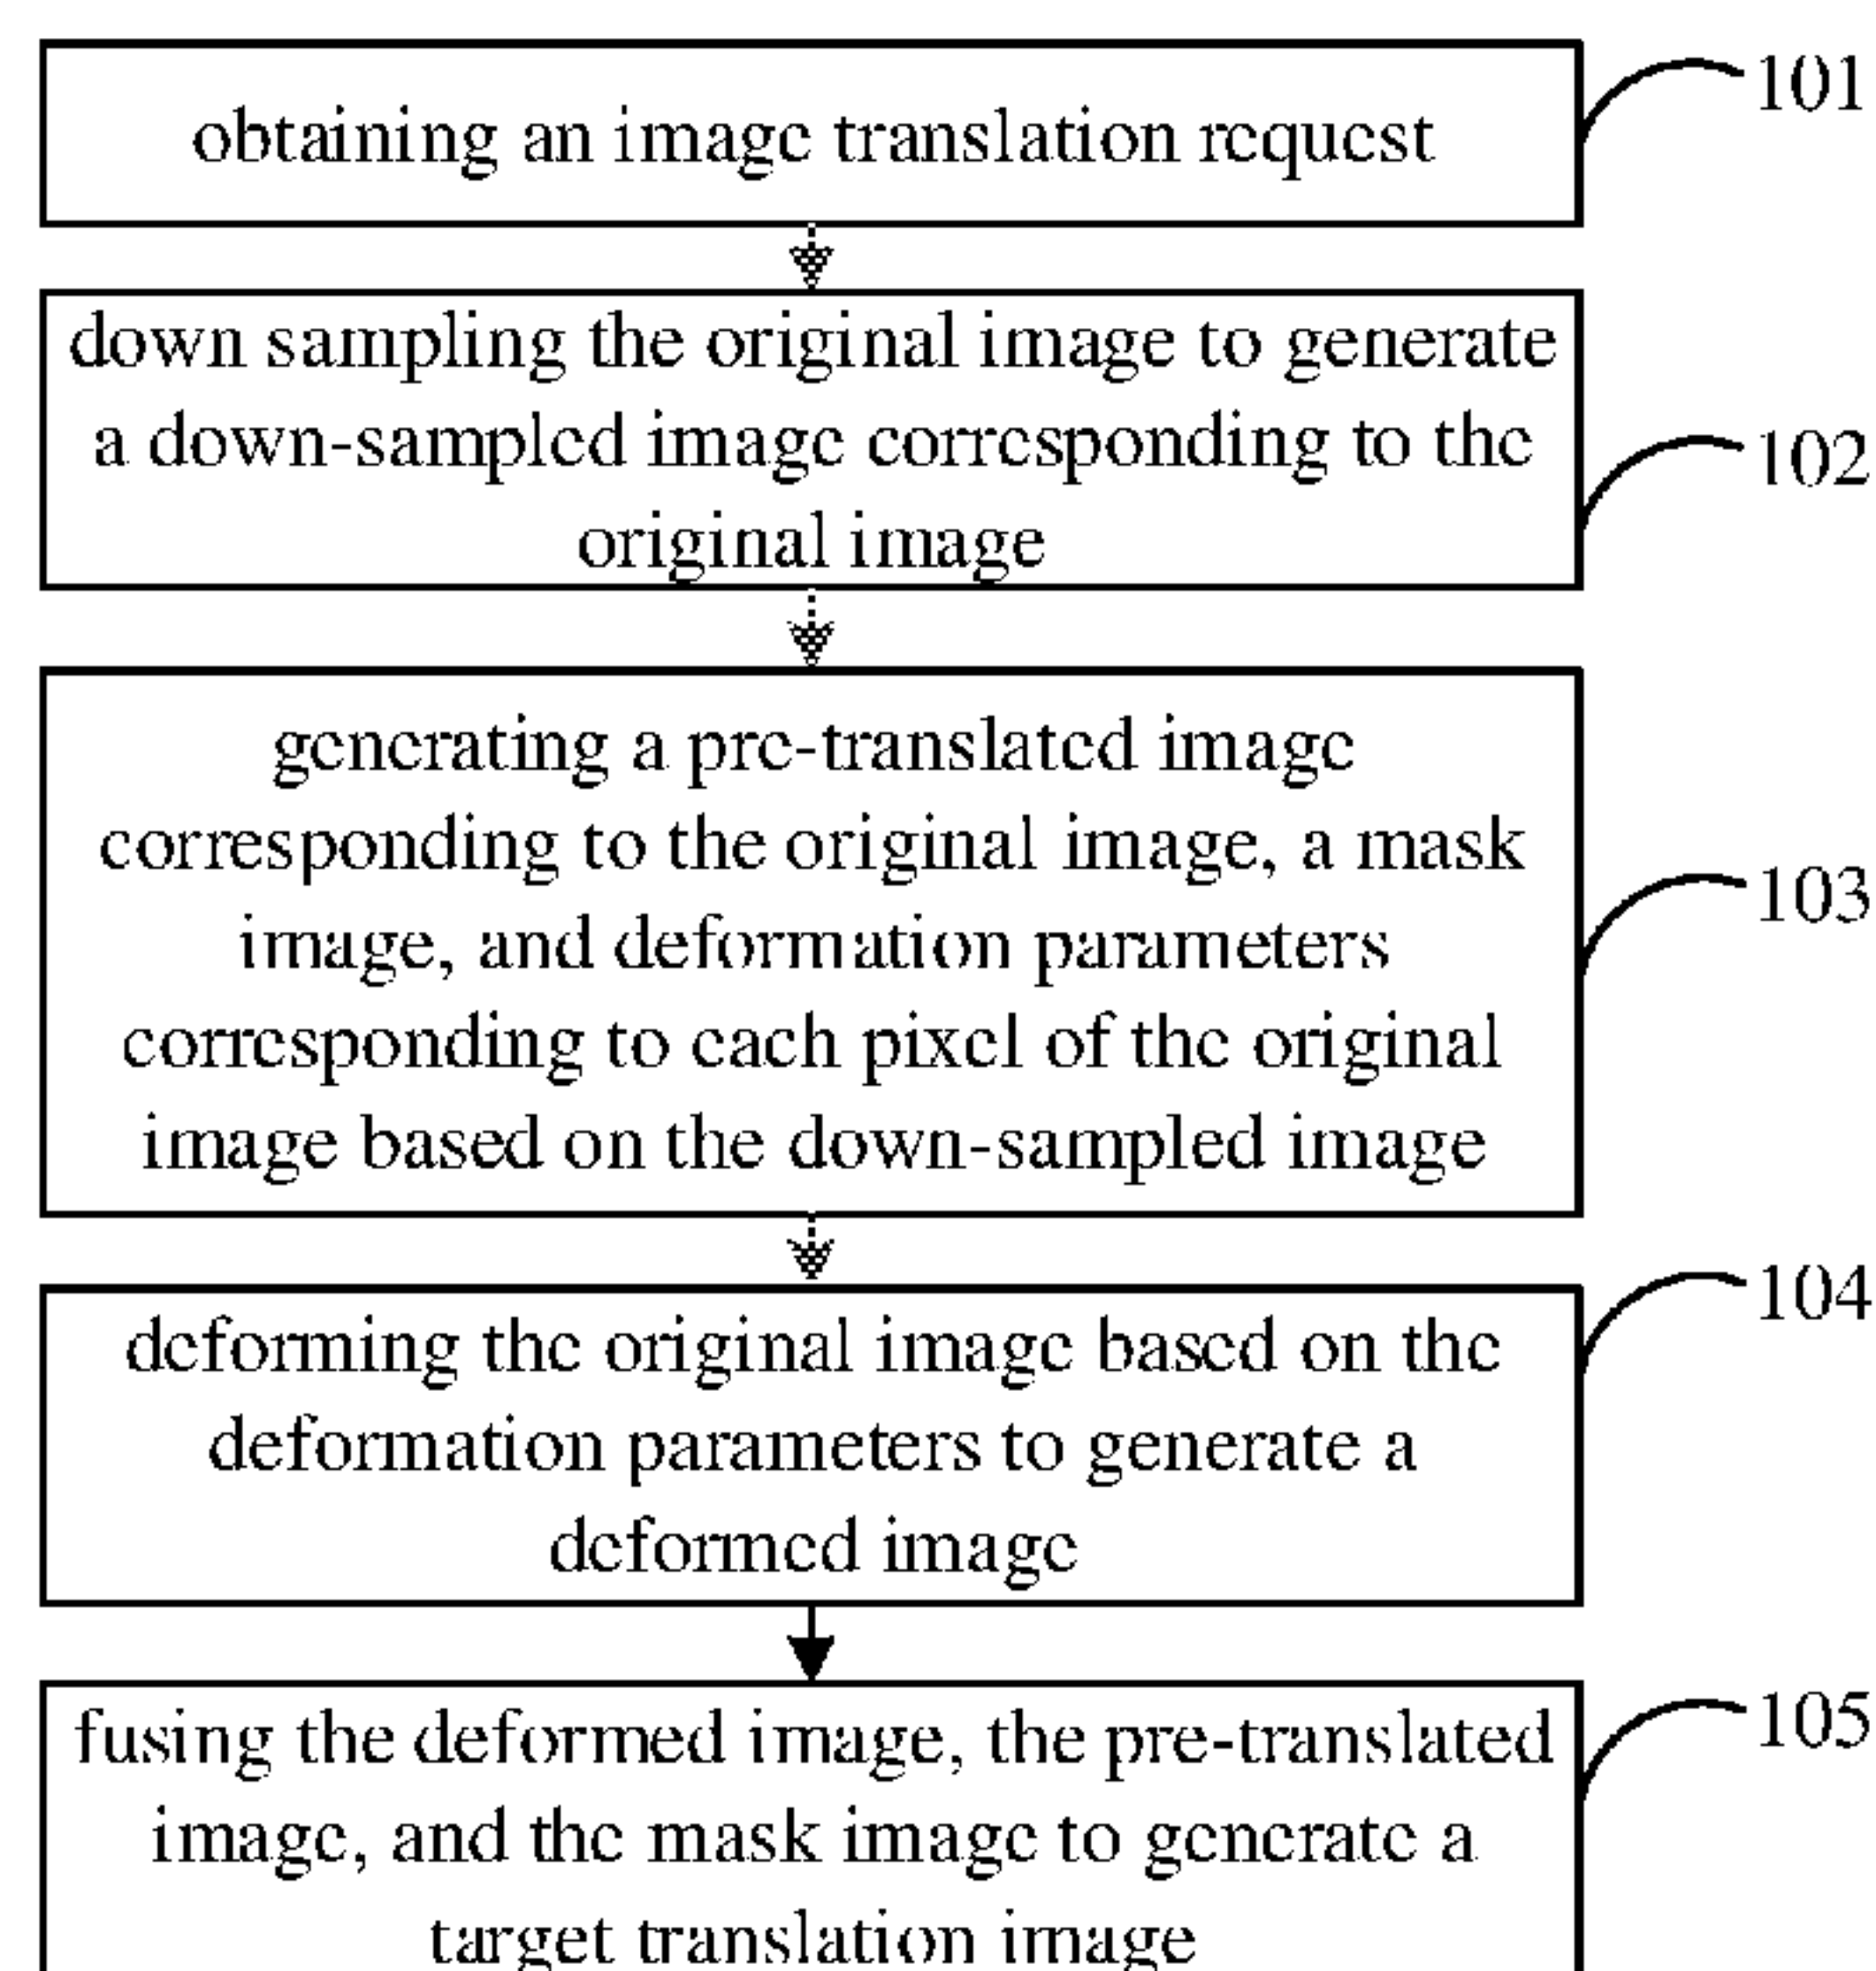 obtaining an image translation request
101
down sampling the original image to generate
a down-sampled image corresponding to the
original image
102
generating a pre-translated image
corresponding to the original image, a mask
image, and deformation parameters
corresponding to each pixel of the original
image based on the down-sampled image
103
deforming the original image based on the
deformation parameters to generate a
deformed image
104
fusing the deformed image, the pre-translated
image, and the mask image to generate a
target translation image
105